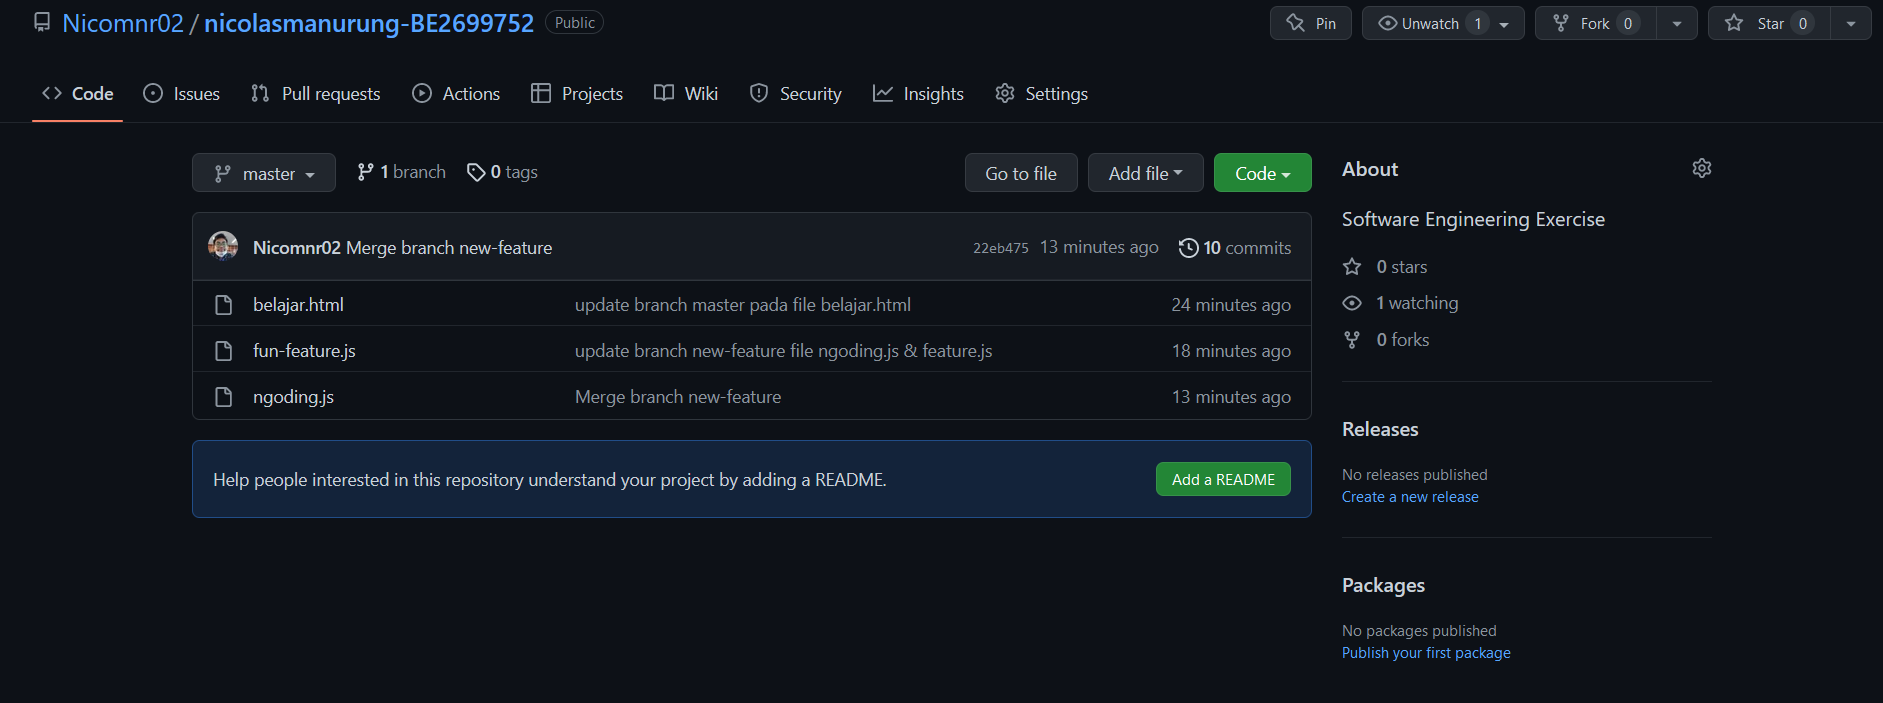 Nicomnr02 / nicolasmanurung-BE2699752 Public
Pin
Unwatch 1
Fork 0
Star 0
Code
Issues
Pull requests
Actions
Projects
Wiki
Security
Insights
Settings
master
1 branch
0 tags
Go to file
Add file
Code
Nicomnr02 Merge branch new-feature 22eb475 13 minutes ago 10 commits
belajar.html update branch master pada file belajar.html 24 minutes ago
fun-feature.js update branch new-feature file ngoding.js & feature.js 18 minutes ago
ngoding.js Merge branch new-feature 13 minutes ago
Help people interested in this repository understand your project by adding a README.
Add a README
About
Software Engineering Exercise
0 stars
1 watching
0 forks
Releases
No releases published
Create a new release
Packages
No packages published
Publish your first package